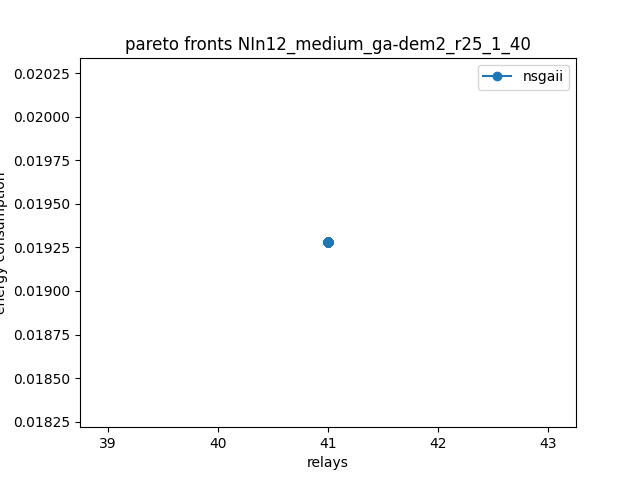 pareto fronts NIn12_medium_ga-dem2_r25_1_40
nsgaii
0.02025
0.02000
0.01975
0.01950
0.01925
0.01900
0.01875
0.01850
0.01825
energy consumption
39 40 41 42 43
relays